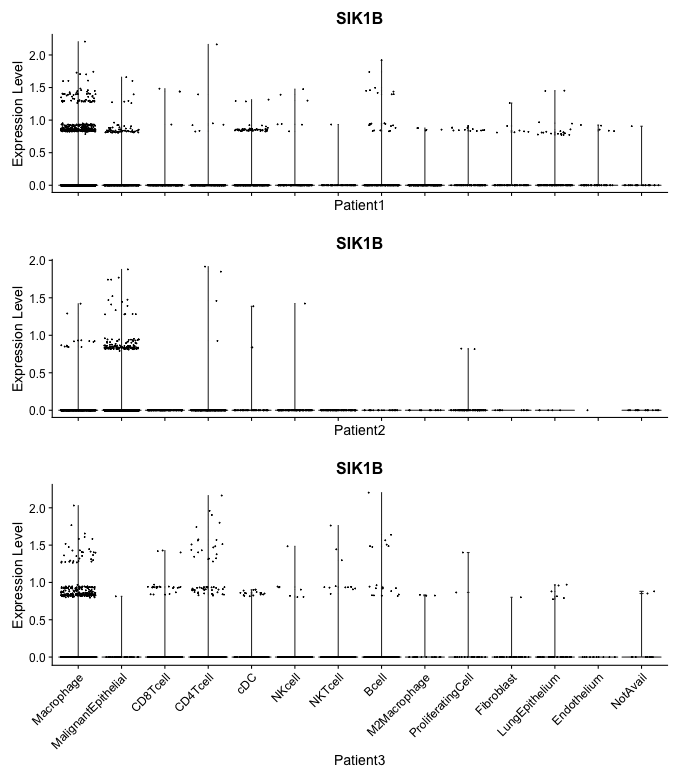 SIK1B
Expression Level
2.0
1.5
1.0
0.5
0.0
Patient1
SIK1B
Expression Level
2.0
1.5
1.0
0.5
0.0
Patient2
SIK1B
Expression Level
2.0
1.5
1.0
0.5
0.0
Macrophage
MalignantEpithelial
CD8Tcell
CD4Tcell
cDC
NKcell
NKTcell
Bcell
M2Macrophage
ProliferatingCell
Fibroblast
LungEpithelium
Endothelium
NotAvail
Patient3